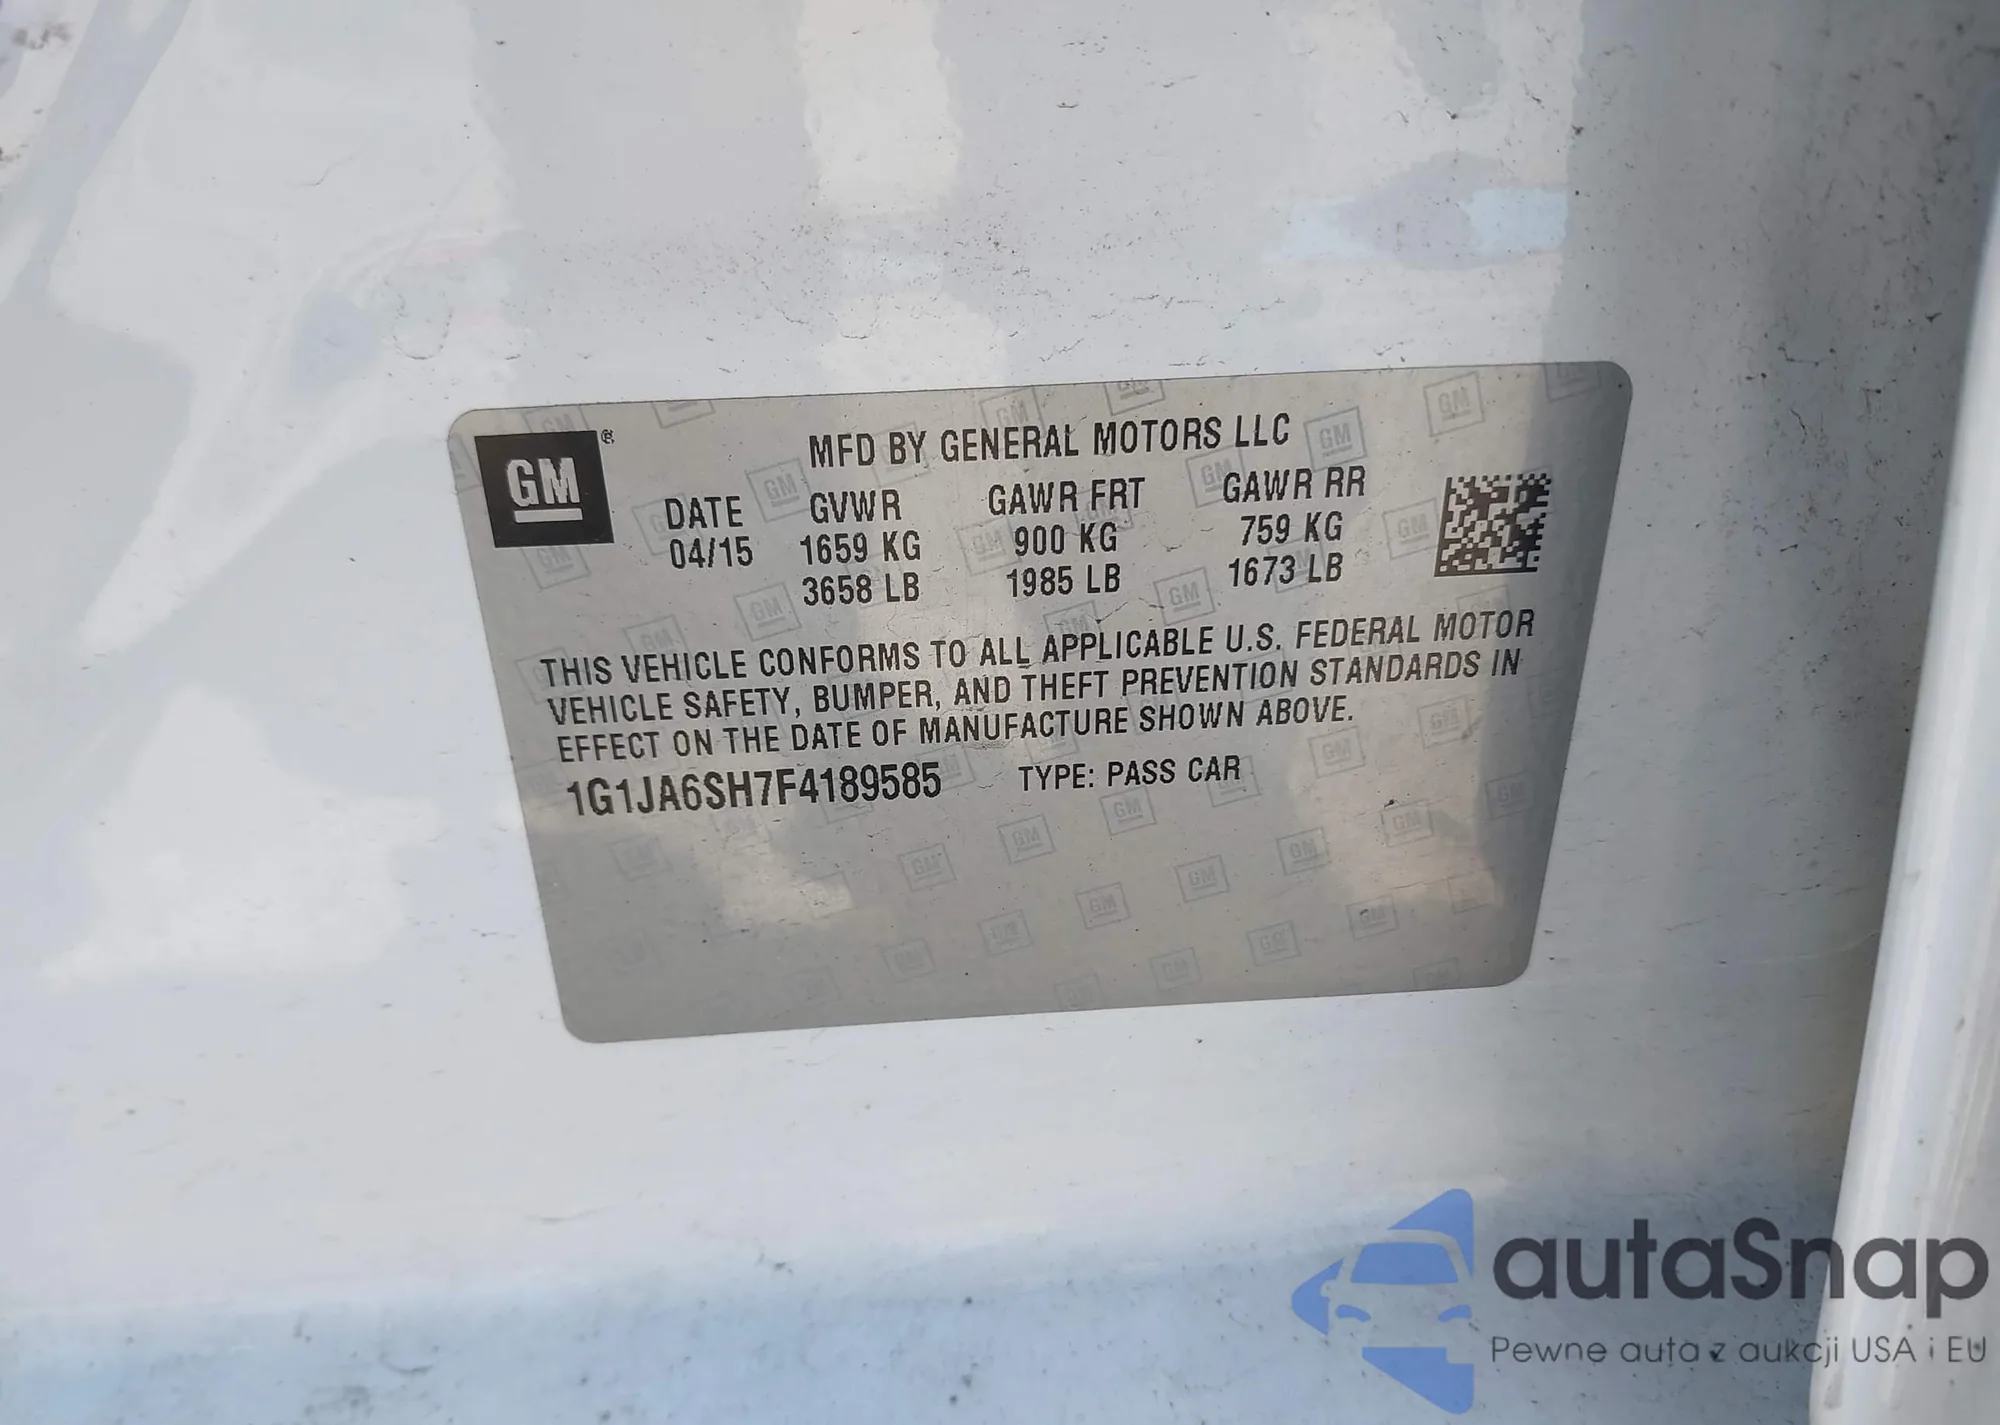 GM ®
MFD BY GENERAL MOTORS LLC
DATE GVWR GAWR FRT GAWR RR
04/15 1659 KG 900 KG 759 KG
3658 LB 1985 LB 1673 LB
THIS VEHICLE CONFORMS TO ALL APPLICABLE U.S. FEDERAL MOTOR
VEHICLE SAFETY, BUMPER, AND THEFT PREVENTION STANDARDS IN
EFFECT ON THE DATE OF MANUFACTURE SHOWN ABOVE.
1G1JA6SH7F4189585 TYPE: PASS CAR
autaSnap
Pewne auta z aukcji USA i EU